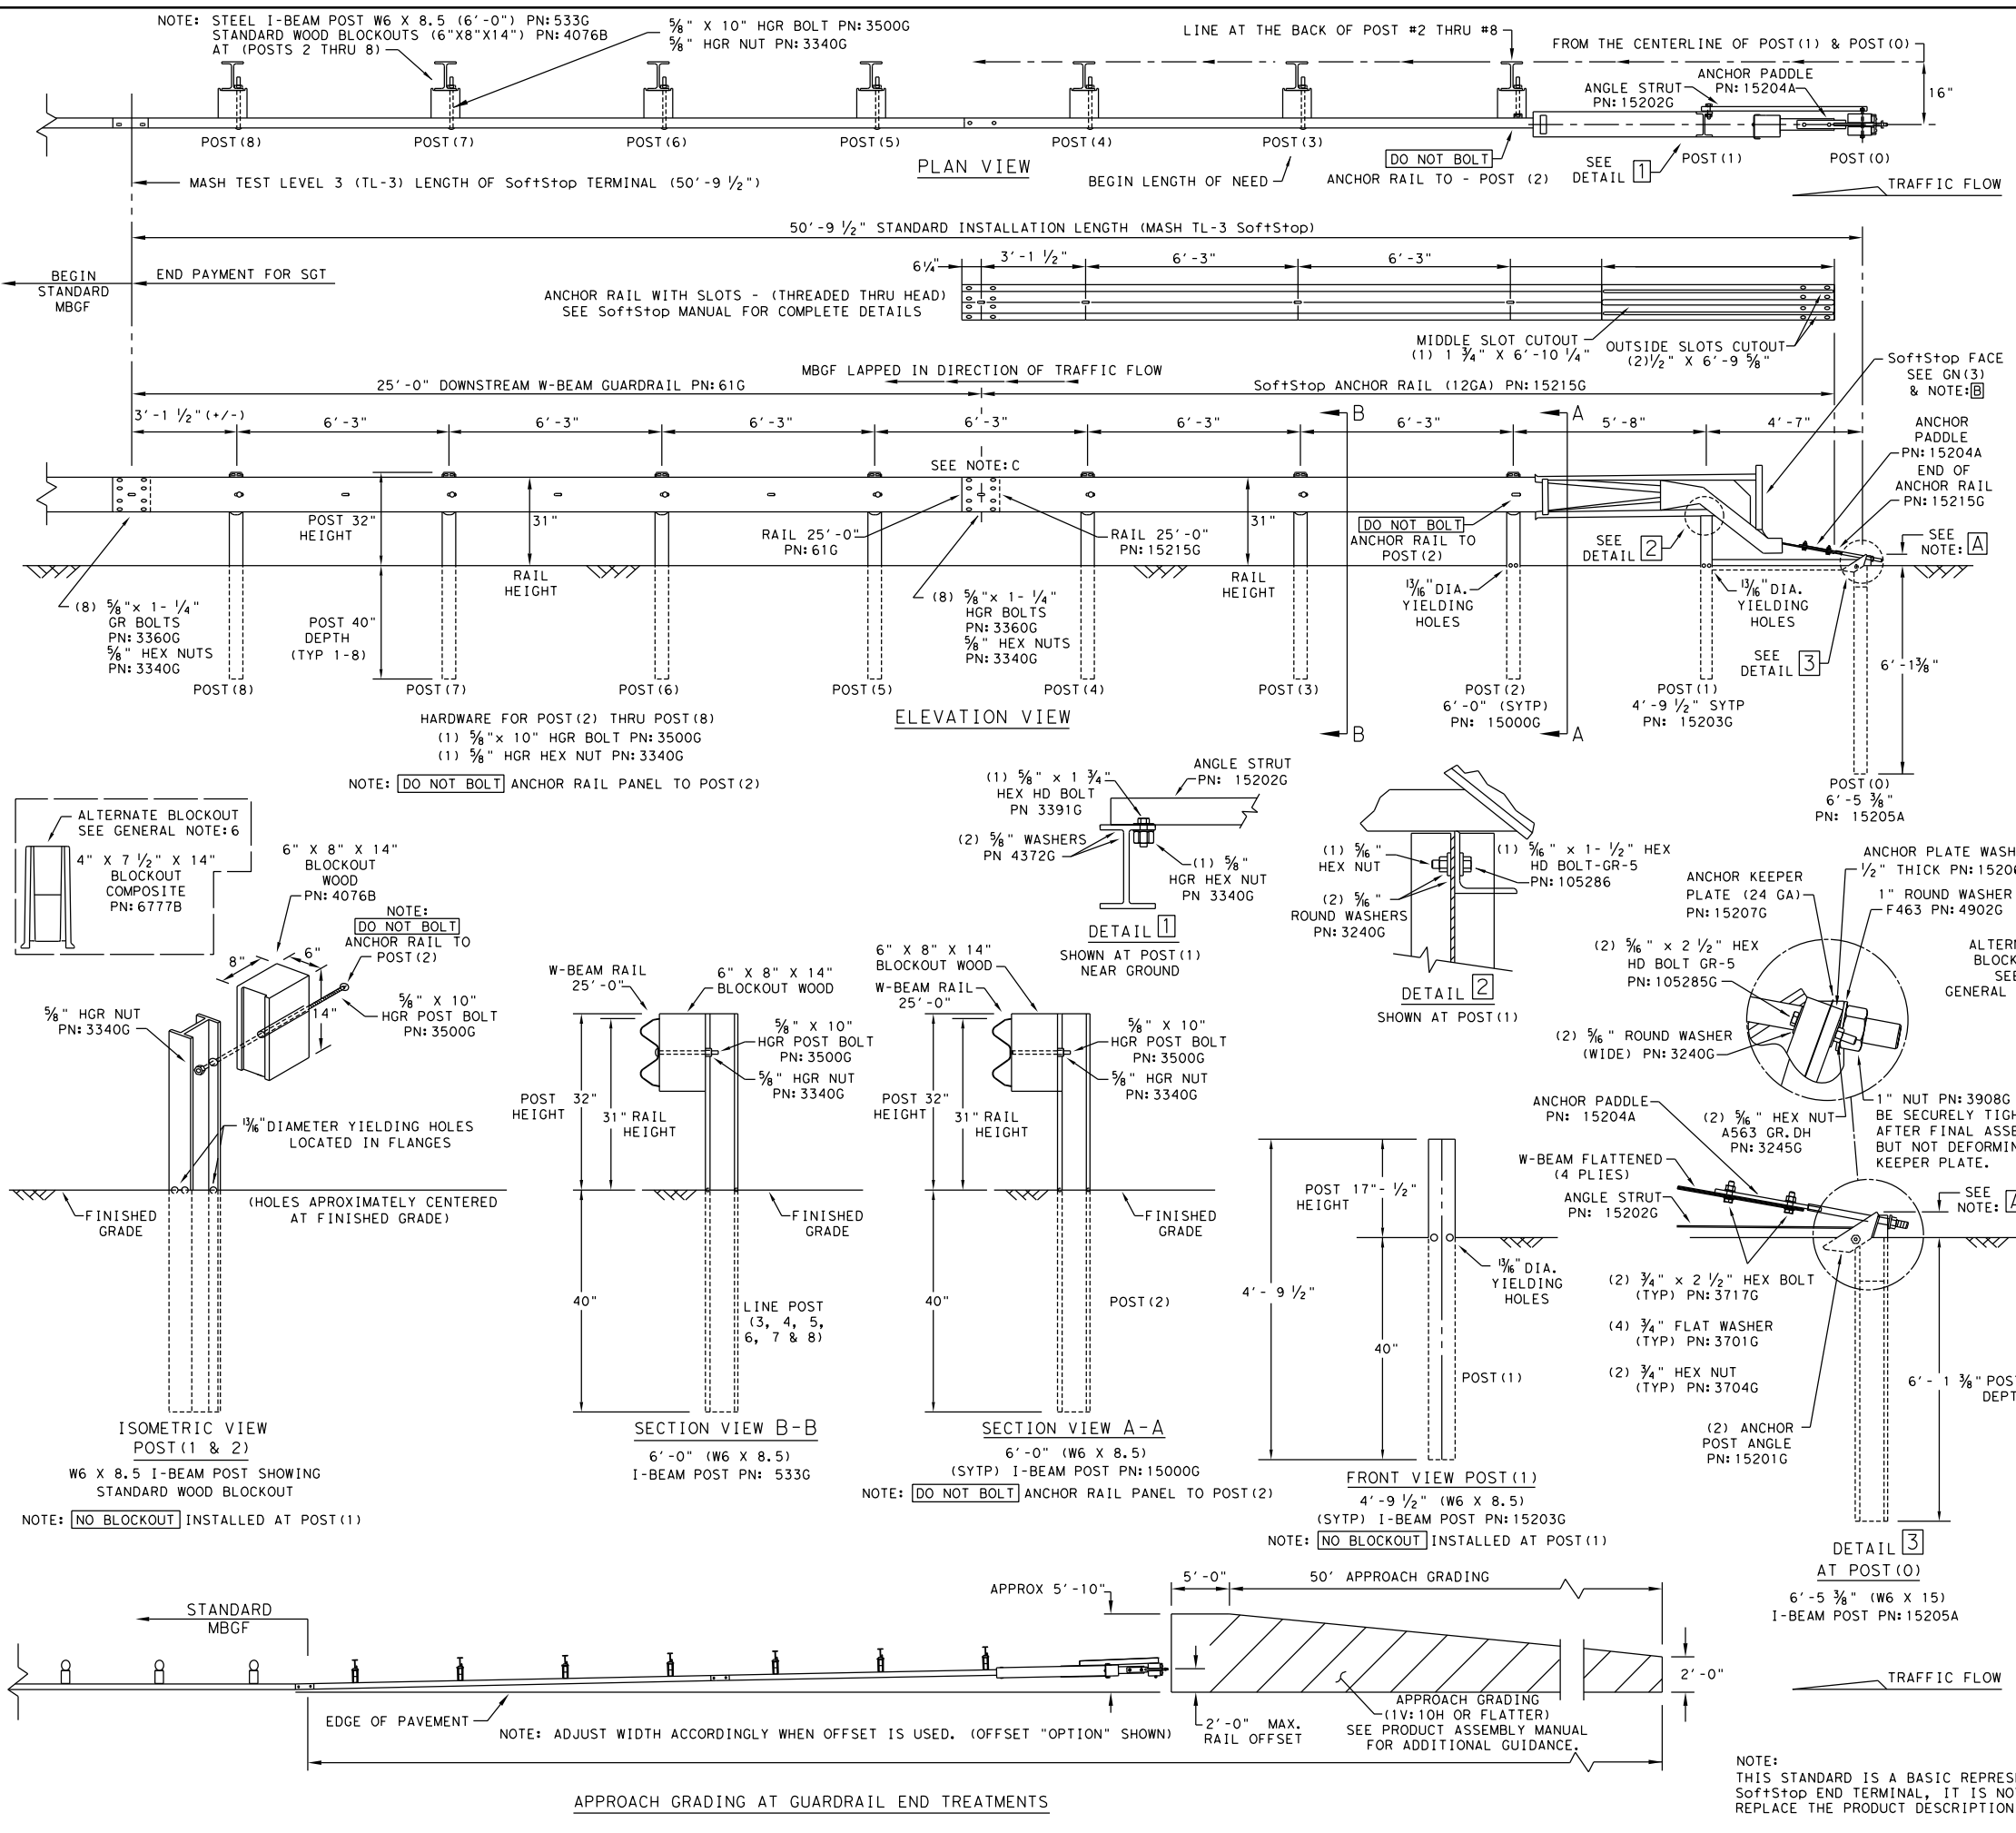 NOTE: STEEL I-BEAM POST W6 X 8.5 (6'-0") PN:533G
STANDARD WOOD BLOCKOUTS (6"X8"X14") PN:4076B
AT (POSTS 2 THRU 8)
5/8" X 10" HGR BOLT PN:3500G
5/8" HGR NUT PN:3340G
LINE AT THE BACK OF POST #2 THRU #8
FROM THE CENTERLINE OF POST(1) & POST(0)
ANCHOR PADDLE
PN:15204A
ANGLE STRUT
PN:15202G
16"
POST(8)
POST(7)
POST(6)
POST(5)
POST(4)
POST(3)
POST(1)
POST(0)
PLAN VIEW
DO NOT BOLT
ANCHOR RAIL TO - POST (2)
BEGIN LENGTH OF NEED
SEE
DETAIL 1
TRAFFIC FLOW
MASH TEST LEVEL 3 (TL-3) LENGTH OF SoftStop TERMINAL (50'-9 1/2")
50'-9 1/2" STANDARD INSTALLATION LENGTH (MASH TL-3 SoftStop)
BEGIN
STANDARD
MBGF
END PAYMENT FOR SGT
6 1/4"
3'-1 1/2"
6'-3"
6'-3"
ANCHOR RAIL WITH SLOTS - (THREADED THRU HEAD)
SEE SoftStop MANUAL FOR COMPLETE DETAILS
MIDDLE SLOT CUTOUT
(1) 1 3/4" X 6'-10 1/4"
OUTSIDE SLOTS CUTOUT
(2)1/2" X 6'-9 5/8"
25'-0" DOWNSTREAM W-BEAM GUARDRAIL PN:61G
MBGF LAPPED IN DIRECTION OF TRAFFIC FLOW
SoftStop ANCHOR RAIL (12GA) PN:15215G
SoftStop FACE
SEE GN(3)
& NOTE:B
3'-1 1/2"(+/-)
6'-3"
6'-3"
6'-3"
6'-3"
6'-3"
6'-3"
5'-8"
4'-7"
B
A
ANCHOR
PADDLE
PN:15204A
END OF
ANCHOR RAIL
PN:15215G
SEE NOTE:C
POST 32"
HEIGHT
31"
RAIL
HEIGHT
RAIL 25'-0"
PN:61G
RAIL 25'-0"
PN:15215G
31"
RAIL
HEIGHT
DO NOT BOLT
ANCHOR RAIL TO
POST(2)
SEE
DETAIL 2
SEE
NOTE: A
(8) 5/8"x 1- 1/4"
GR BOLTS
PN:3360G
5/8" HEX NUTS
PN:3340G
POST 40"
DEPTH
(TYP 1-8)
(8) 5/8"x 1- 1/4"
HGR BOLTS
PN:3360G
5/8" HEX NUTS
PN:3340G
13/16" DIA.
YIELDING
HOLES
13/16" DIA.
YIELDING
HOLES
SEE
DETAIL 3
6'-1 3/8"
POST(8)
POST(7)
POST(6)
POST(5)
POST(4)
POST(3)
POST(2)
6'-0" (SYTP)
PN: 15000G
POST(1)
4'-9 1/2" SYTP
PN: 15203G
HARDWARE FOR POST(2) THRU POST(8)
(1) 5/8"x 10" HGR BOLT PN:3500G
(1) 5/8" HGR HEX NUT PN:3340G
ELEVATION VIEW
B
A
NOTE: DO NOT BOLT ANCHOR RAIL PANEL TO POST(2)
POST(0)
6'-5 3/8"
PN: 15205A
ALTERNATE BLOCKOUT
SEE GENERAL NOTE:6
4" X 7 1/2" X 14"
BLOCKOUT
COMPOSITE
PN:6777B
6" X 8" X 14"
BLOCKOUT
WOOD
PN:4076B
NOTE:
DO NOT BOLT
ANCHOR RAIL TO
POST(2)
8"
6"
14"
5/8" X 10"
HGR POST BOLT
PN:3500G
5/8" HGR NUT
PN:3340G
13/16"DIAMETER YIELDING HOLES
LOCATED IN FLANGES
FINISHED
GRADE
(HOLES APROXIMATELY CENTERED
AT FINISHED GRADE)
ISOMETRIC VIEW
POST(1 & 2)
W6 X 8.5 I-BEAM POST SHOWING
STANDARD WOOD BLOCKOUT
NOTE: NO BLOCKOUT INSTALLED AT POST(1)
(1) 5/8" x 1 3/4"
HEX HD BOLT
PN 3391G
ANGLE STRUT
PN: 15202G
(2) 5/8" WASHERS
PN 4372G
(1) 5/8"
HGR HEX NUT
PN 3340G
DETAIL 1
SHOWN AT POST(1)
NEAR GROUND
(1) 5/16"
HEX NUT
(1) 5/16" x 1- 1/2" HEX
HD BOLT-GR-5
PN:105286
(2) 5/16"
ROUND WASHERS
PN:3240G
DETAIL 2
SHOWN AT POST(1)
W-BEAM RAIL
25'-0"
6" X 8" X 14"
BLOCKOUT WOOD
5/8" X 10"
HGR POST BOLT
PN:3500G
5/8" HGR NUT
PN:3340G
POST 32"
HEIGHT
31" RAIL
HEIGHT
FINISHED
GRADE
40"
LINE POST
(3, 4, 5,
6, 7 & 8)
SECTION VIEW B-B
6'-0" (W6 X 8.5)
I-BEAM POST PN: 533G
6" X 8" X 14"
BLOCKOUT WOOD
W-BEAM RAIL
25'-0"
5/8" X 10"
HGR POST BOLT
PN:3500G
5/8" HGR NUT
PN:3340G
POST 32"
HEIGHT
31" RAIL
HEIGHT
FINISHED
GRADE
40"
POST(2)
SECTION VIEW A-A
6'-0" (W6 X 8.5)
(SYTP) I-BEAM POST PN:15000G
NOTE: DO NOT BOLT ANCHOR RAIL PANEL TO POST(2)
POST 17"- 1/2"
HEIGHT
4'- 9 1/2"
40"
13/16" DIA.
YIELDING
HOLES
POST(1)
FRONT VIEW POST(1)
4'-9 1/2" (W6 X 8.5)
(SYTP) I-BEAM POST PN:15203G
NOTE: NO BLOCKOUT INSTALLED AT POST(1)
ANCHOR PLATE
1/2" THICK
ANCHOR KEEPER
PLATE (24 GA)
PN:15207G
1" ROUND WASHER
F463 PN:4902G
(2) 5/16" x 2 1/2" HEX
HD BOLT GR-5
PN:105285G
SEE
GENERAL
(2) 5/16" ROUND WASHER
(WIDE) PN:3240G
ANCHOR PADDLE
PN: 15204A
(2) 5/16" HEX NUT
A563 GR.DH
PN:3245G
1" NUT PN:3908G
BE SECURELY
AFTER FINAL
BUT NOT
KEEPER PLATE.
W-BEAM FLATTENED
(4 PLIES)
ANGLE STRUT
PN: 15202G
SEE
NOTE: A
(2) 3/4" x 2 1/2" HEX BOLT
(TYP) PN:3717G
(4) 3/4" FLAT WASHER
(TYP) PN:3701G
(2) 3/4" HEX NUT
(TYP) PN:3704G
6'- 1 3/8"
(2) ANCHOR
POST ANGLE
PN:15201G
DETAIL 3
AT POST(0)
6'-5 3/8" (W6 X 15)
I-BEAM POST PN:15205A
STANDARD
MBGF
APPROX 5'-10"
5'-0"
50' APPROACH GRADING
2'-0"
TRAFFIC FLOW
EDGE OF PAVEMENT
NOTE: ADJUST WIDTH ACCORDINGLY WHEN OFFSET IS USED. (OFFSET "OPTION" SHOWN)
2'-0" MAX.
RAIL OFFSET
APPROACH GRADING
(1V:10H OR FLATTER)
SEE PRODUCT ASSEMBLY MANUAL
FOR ADDITIONAL GUIDANCE.
APPROACH GRADING AT GUARDRAIL END TREATMENTS
NOTE:
THIS STANDARD IS A BASIC
SoftStop END TERMINAL, IT IS
REPLACE THE PRODUCT DESCRIPTION